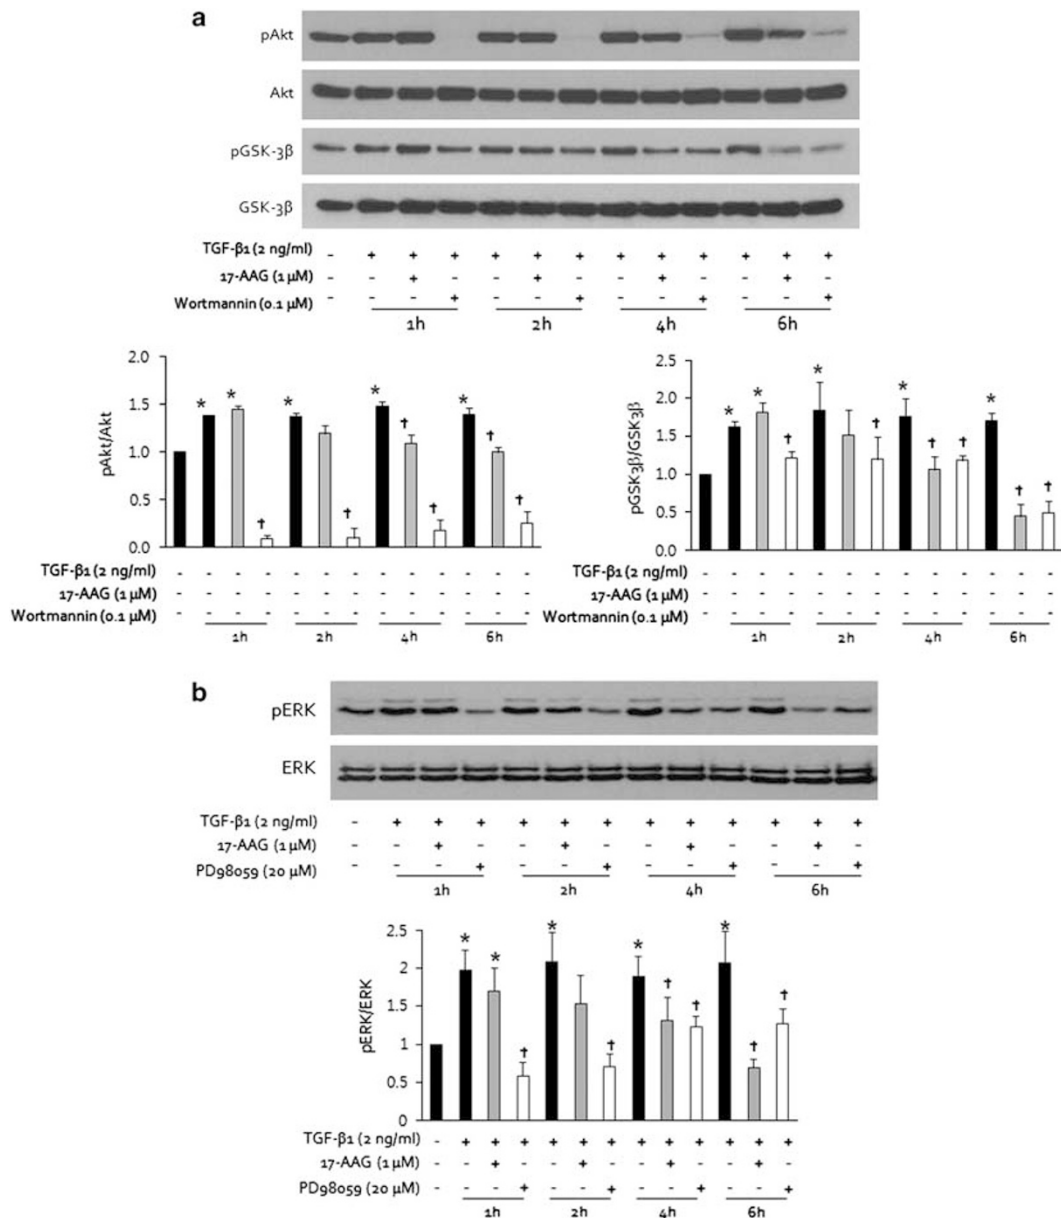 a
pAkt
Akt
pGSK-3β
GSK-3β
TGF-β1 (2 ng/ml) - + + + + + + + + + + + +
17-AAG (1 µM) - - + - - + - - + - - + -
Wortmannin (0.1 µM) - - - + - - + - - + - - +
1h 2h 4h 6h
pAkt/Akt
2.0
1.5
1.0
0.5
0.0
* * † * † * † † * † †
TGF-β1 (2 ng/ml) - - - - - - - - - - - - -
17-AAG (1 µM) - - - - - - - - - - - - -
Wortmannin (0.1 µM) - - - - - - - - - - - - -
1h 2h 4h 6h
pGSK3β/GSK3β
2.5
2.0
1.5
1.0
0.5
0.0
* * † * † * † † * † †
TGF-β1 (2 ng/ml) - - - - - - - - - - - - -
17-AAG (1 µM) - - - - - - - - - - - - -
Wortmannin (0.1 µM) - - - - - - - - - - - - -
1h 2h 4h 6h
b
pERK
ERK
TGF-β1 (2 ng/ml) - + + + + + + + + + + + +
17-AAG (1 µM) - - + - - + - - + - - + -
PD98059 (20 µM) - - - + - - + - - + - - +
1h 2h 4h 6h
pERK/ERK
2.5
2
1.5
1
0.5
0
* * † * † * † † * † †
TGF-β1 (2 ng/ml) - + + + + + + + + + + + +
17-AAG (1 µM) - - + - - + - - + - - + -
PD98059 (20 µM) - - - + - - + - - + - - +
1h 2h 4h 6h